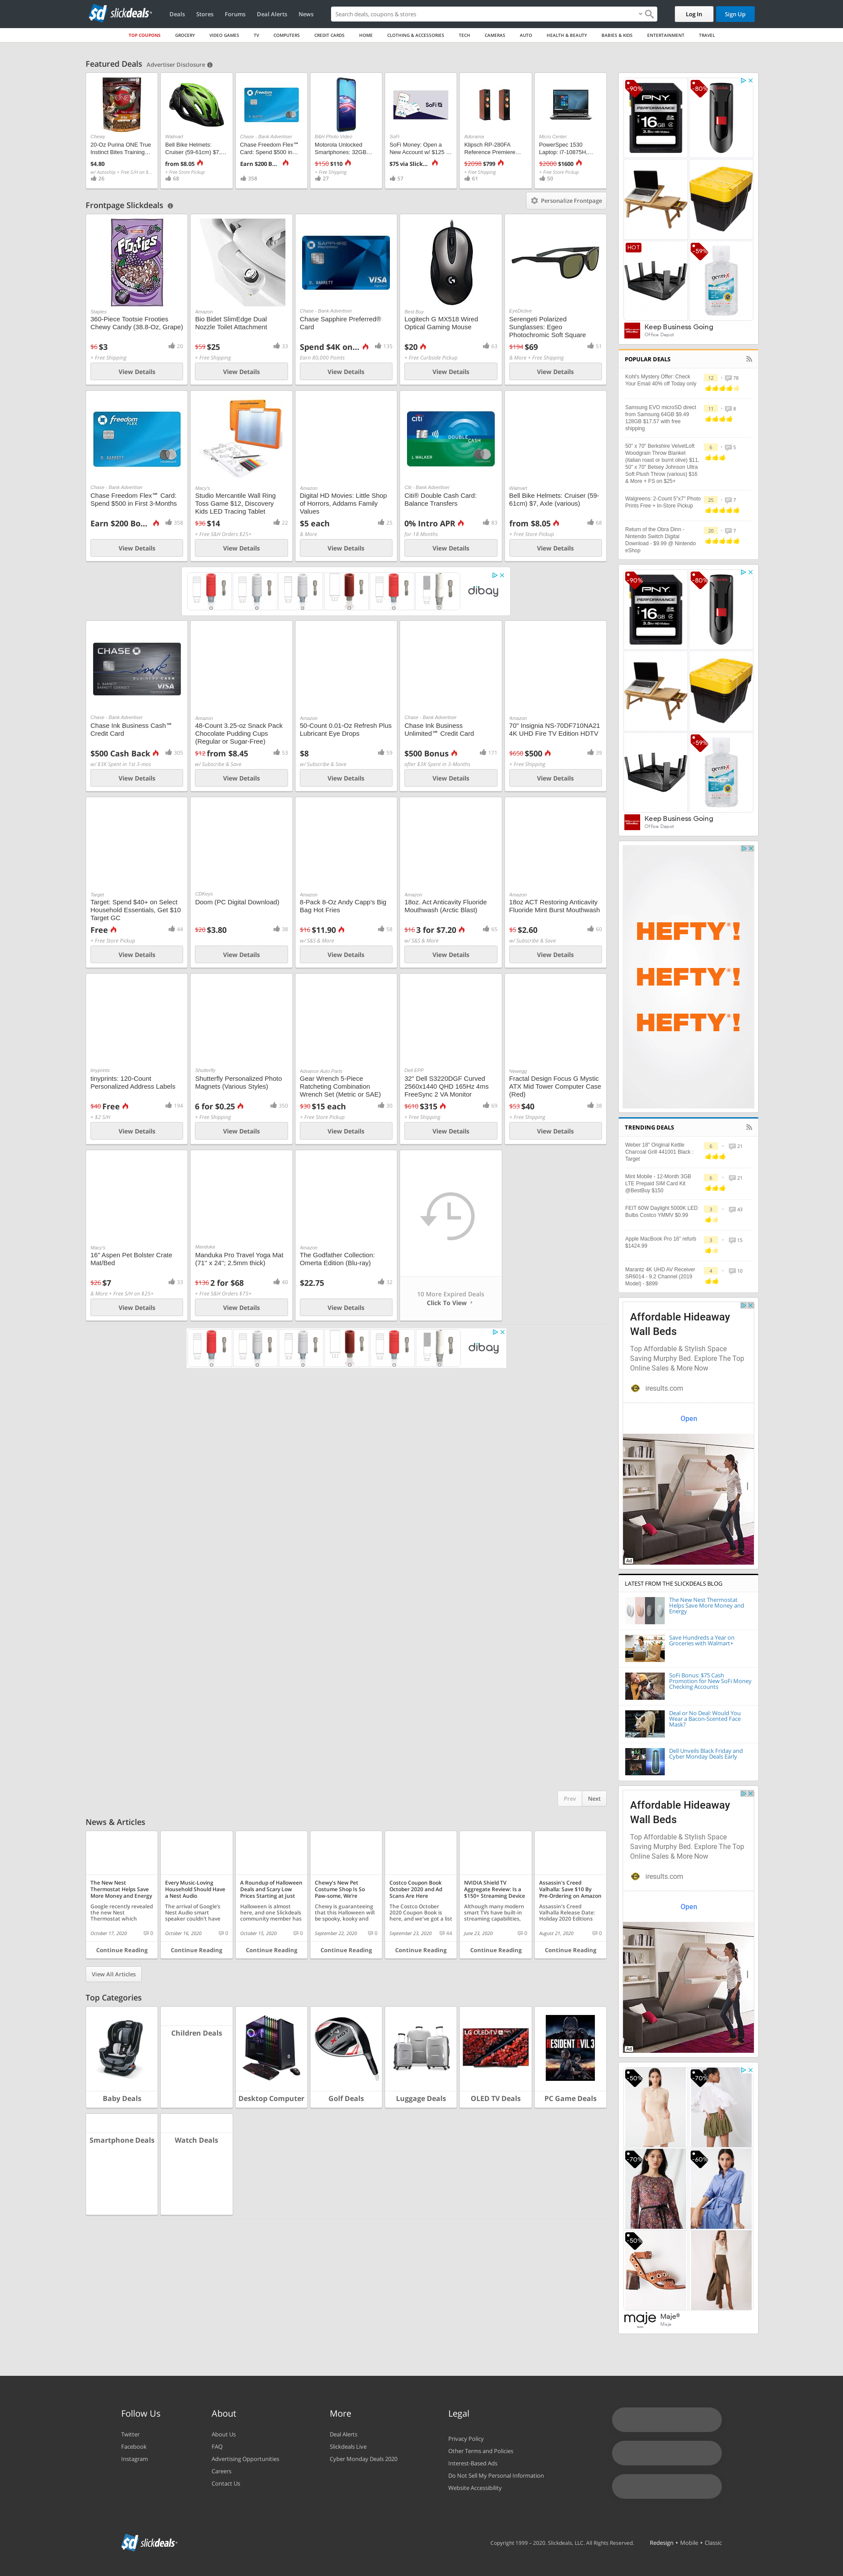 slickdeals
Deals Stores Forums Deal Alerts News
Search deals, coupons & stores
Log In Sign Up
TOP COUPONS GROCERY VIDEO GAMES TV COMPUTERS CREDIT CARDS HOME CLOTHING & ACCESSORIES TECH CAMERAS AUTO HEALTH & BEAUTY BABIES & KIDS ENTERTAINMENT TRAVEL
Featured Deals Advertiser Disclosure
Chewy
20-Oz Purina ONE True
Instinct Bites Training...
$4.80
26
Walmart
Bell Bike Helmets:
Cruiser (59-61cm) $7,...
from $8.05
+ Free Store Pickup
68
Chase - Bank Advertiser
Chase Freedom Flex℠
Card: Spend $500 in...
Earn $200 B...
358
B&H Photo Video
Motorola Unlocked
Smartphones: 32GB...
$150 $110
+ Free Shipping
27
SoFi
SoFi Money: Open a
New Account w/ $125 ...
$75 via Slick...
57
Adorama
Klipsch RP-280FA
Reference Premiere...
$2098 $799
+ Free Shipping
61
Micro Center
PowerSpec 1530
Laptop: i7-10875H,...
$2000 $1600
+ Free Store Pickup
50
Frontpage Slickdeals
Personalize Frontpage
Staples
360-Piece Tootsie Frooties
Chewy Candy (38.8-Oz, Grape)
$6 $3
20
+ Free Shipping
View Details
Amazon
Bio Bidet SlimEdge Dual
Nozzle Toilet Attachment
$59 $25
33
+ Free Shipping
View Details
Chase - Bank Advertiser
Chase Sapphire Preferred®
Card
Spend $4K on...
135
Earn 80,000 Points
View Details
Best Buy
Logitech G MX518 Wired
Optical Gaming Mouse
$20
63
+ Free Curbside Pickup
View Details
EyeDictive
Serengeti Polarized
Sunglasses: Egeo
Photochromic Soft Square
$194 $69
51
& More + Free Shipping
View Details
Chase - Bank Advertiser
Chase Freedom Flex℠ Card:
Spend $500 in First 3-Months
Earn $200 Bo...
358
View Details
Macy's
Studio Mercantile Wall Ring
Toss Game $12, Discovery
Kids LED Tracing Tablet
$36 $14
22
+ Free S&H Orders $25+
View Details
Amazon
Digital HD Movies: Little Shop
of Horrors, Addams Family
Values
$5 each
25
& More
View Details
Citi - Bank Advertiser
Citi® Double Cash Card:
Balance Transfers
0% Intro APR
93
for 18 Months
View Details
Walmart
Bell Bike Helmets: Cruiser (59-
61cm) $7, Axle (various)
from $8.05
68
+ Free Store Pickup
View Details
dibay
Chase - Bank Advertiser
Chase Ink Business Cash℠
Credit Card
$500 Cash Back
305
w/ $3K Spent in 1st 3-mos
View Details
Amazon
48-Count 3.25-oz Snack Pack
Chocolate Pudding Cups
(Regular or Sugar-Free)
$12 from $8.45
53
w/ Subscribe & Save
View Details
Amazon
50-Count 0.01-Oz Refresh Plus
Lubricant Eye Drops
$8
59
w/ Subscribe & Save
View Details
Chase - Bank Advertiser
Chase Ink Business
Unlimited℠ Credit Card
$500 Bonus
111
after $3K Spent in 3-Months
View Details
Amazon
70" Insignia NS-70DF710NA21
4K UHD Fire TV Edition HDTV
$650 $500
39
+ Free Shipping
View Details
Target
Target: Spend $40+ on Select
Household Essentials, Get $10
Target GC
Free
44
+ Free Store Pickup
View Details
CDKeys
Doom (PC Digital Download)
$20 $3.80
38
View Details
Amazon
8-Pack 8-Oz Andy Capp's Big
Bag Hot Fries
$16 $11.90
58
w/ S&S & More
View Details
Amazon
18oz. Act Anticavity Fluoride
Mouthwash (Arctic Blast)
$16 3 for $7.20
65
w/ S&S & More
View Details
Amazon
18oz ACT Restoring Anticavity
Fluoride Mint Burst Mouthwash
$5 $2.60
60
w/ Subscribe & Save
View Details
tinyprints
tinyprints: 120-Count
Personalized Address Labels
$40 Free
194
+ $2 S/H
View Details
Shutterfly
Shutterfly Personalized Photo
Magnets (Various Styles)
6 for $0.25
350
+ Free Shipping
View Details
Advance Auto Parts
Gear Wrench 5-Piece
Ratcheting Combination
Wrench Set (Metric or SAE)
$30 $15 each
30
+ Free Store Pickup
View Details
Dell EPP
32" Dell S3220DGF Curved
2560x1440 QHD 165Hz 4ms
FreeSync 2 VA Monitor
$610 $315
69
+ Free Shipping
View Details
Newegg
Fractal Design Focus G Mystic
ATX Mid Tower Computer Case
(Red)
$53 $40
38
+ Free Shipping
View Details
Macy's
16" Aspen Pet Bolster Crate
Mat/Bed
$26 $7
33
& More + Free S/H on $25+
View Details
Manduka
Manduka Pro Travel Yoga Mat
(71" x 24"; 2.5mm thick)
$136 2 for $68
40
+ Free S&H Orders $75+
View Details
Amazon
The Godfather Collection:
Omerta Edition (Blu-ray)
$22.75
32
View Details
10 More Expired Deals
Click To View
dibay
Prev Next
News & Articles
The New Nest
Thermostat Helps Save
More Money and Energy
Google recently revealed
the new Nest
Thermostat which
October 17, 2020 0
Continue Reading
Every Music-Loving
Household Should Have
a Nest Audio
The arrival of Google's
Nest Audio smart
speaker couldn't have
October 16, 2020 0
Continue Reading
A Roundup of Halloween
Deals and Scary Low
Prices Starting at Just
Halloween is almost
here, and one Slickdeals
community member has
October 15, 2020 0
Continue Reading
Chewy's New Pet
Costume Shop Is So
Paw-some, We're
Chewy is guaranteeing
that this Halloween will
be spooky, kooky and
September 22, 2020 0
Continue Reading
Costco Coupon Book
October 2020 and Ad
Scans Are Here
The Costco October
2020 Coupon Book is
here, and we've got a list
September 23, 2020 44
Continue Reading
NVIDIA Shield TV
Aggregate Review: Is a
$150+ Streaming Device
Although many modern
smart TVs have built-in
streaming capabilities,
June 23, 2020 0
Continue Reading
Assassin's Creed
Valhalla: Save $10 By
Pre-Ordering on Amazon
Assassin's Creed
Valhalla Release Date:
Holiday 2020 Editions
August 21, 2020 0
Continue Reading
View All Articles
Top Categories
Baby Deals
Children Deals
Desktop Computer
Golf Deals
Luggage Deals
OLED TV Deals
PC Game Deals
Smartphone Deals
Watch Deals
-90% -80%
PNY 16GB
HOT -59%
Keep Business Going
Office Depot
POPULAR DEALS
Kohl's Mystery Offer: Check
Your Email 40% off Today only
12 78
Samsung EVO microSD direct
from Samsung 64GB $9.49
128GB $17.57 with free
shipping
11 8
50" x 70" Berkshire VelvetLoft
Woodgrain Throw Blanket
(italian roast or burnt olive) $11,
50" x 70" Betsey Johnson Ultra
Soft Plush Throw (various) $16
& More + FS on $25+
6 5
Walgreens: 2-Count 5"x7" Photo
Prints Free + In-Store Pickup
25 7
Return of the Obra Dinn -
Nintendo Switch Digital
Download - $9.99 @ Nintendo
eShop
20 7
-90% -80%
PNY 16GB
-59%
Keep Business Going
Office Depot
HEFTY!
HEFTY!
HEFTY!
TRENDING DEALS
Weber 18" Original Kettle
Charcoal Grill 441001 Black :
Target
6 21
Mint Mobile - 12-Month 3GB
LTE Prepaid SIM Card Kit
@BestBuy $150
8 21
FEIT 60W Daylight 5000K LED
Bulbs Costco YMMV $0.99
3 43
Apple MacBook Pro 16" refurb
$1424.99
3 15
Marantz 4K UHD AV Receiver
SR6014 - 9.2 Channel (2019
Model) - $899
4 10
Affordable Hideaway
Wall Beds
Top Affordable & Stylish Space
Saving Murphy Bed. Explore The Top
Online Sales & More Now
iresults.com
Open
Ad
LATEST FROM THE SLICKDEALS BLOG
The New Nest Thermostat
Helps Save More Money and
Energy
Save Hundreds a Year on
Groceries with Walmart+
SoFi Bonus: $75 Cash
Promotion for New SoFi Money
Checking Accounts
Deal or No Deal: Would You
Wear a Bacon-Scented Face
Mask?
Dell Unveils Black Friday and
Cyber Monday Deals Early
Affordable Hideaway
Wall Beds
Top Affordable & Stylish Space
Saving Murphy Bed. Explore The Top
Online Sales & More Now
iresults.com
Open
Ad
-50% -70%
-70% -60%
-50%
maje Maje®
Maje
Follow Us
Twitter
Facebook
Instagram
About
About Us
FAQ
Advertising Opportunities
Careers
Contact Us
More
Deal Alerts
Slickdeals Live
Cyber Monday Deals 2020
Legal
Privacy Policy
Other Terms and Policies
Interest-Based Ads
Do Not Sell My Personal Information
Website Accessibility
slickdeals
Copyright 1999 – 2020. Slickdeals, LLC. All Rights Reserved. Redesign • Mobile • Classic